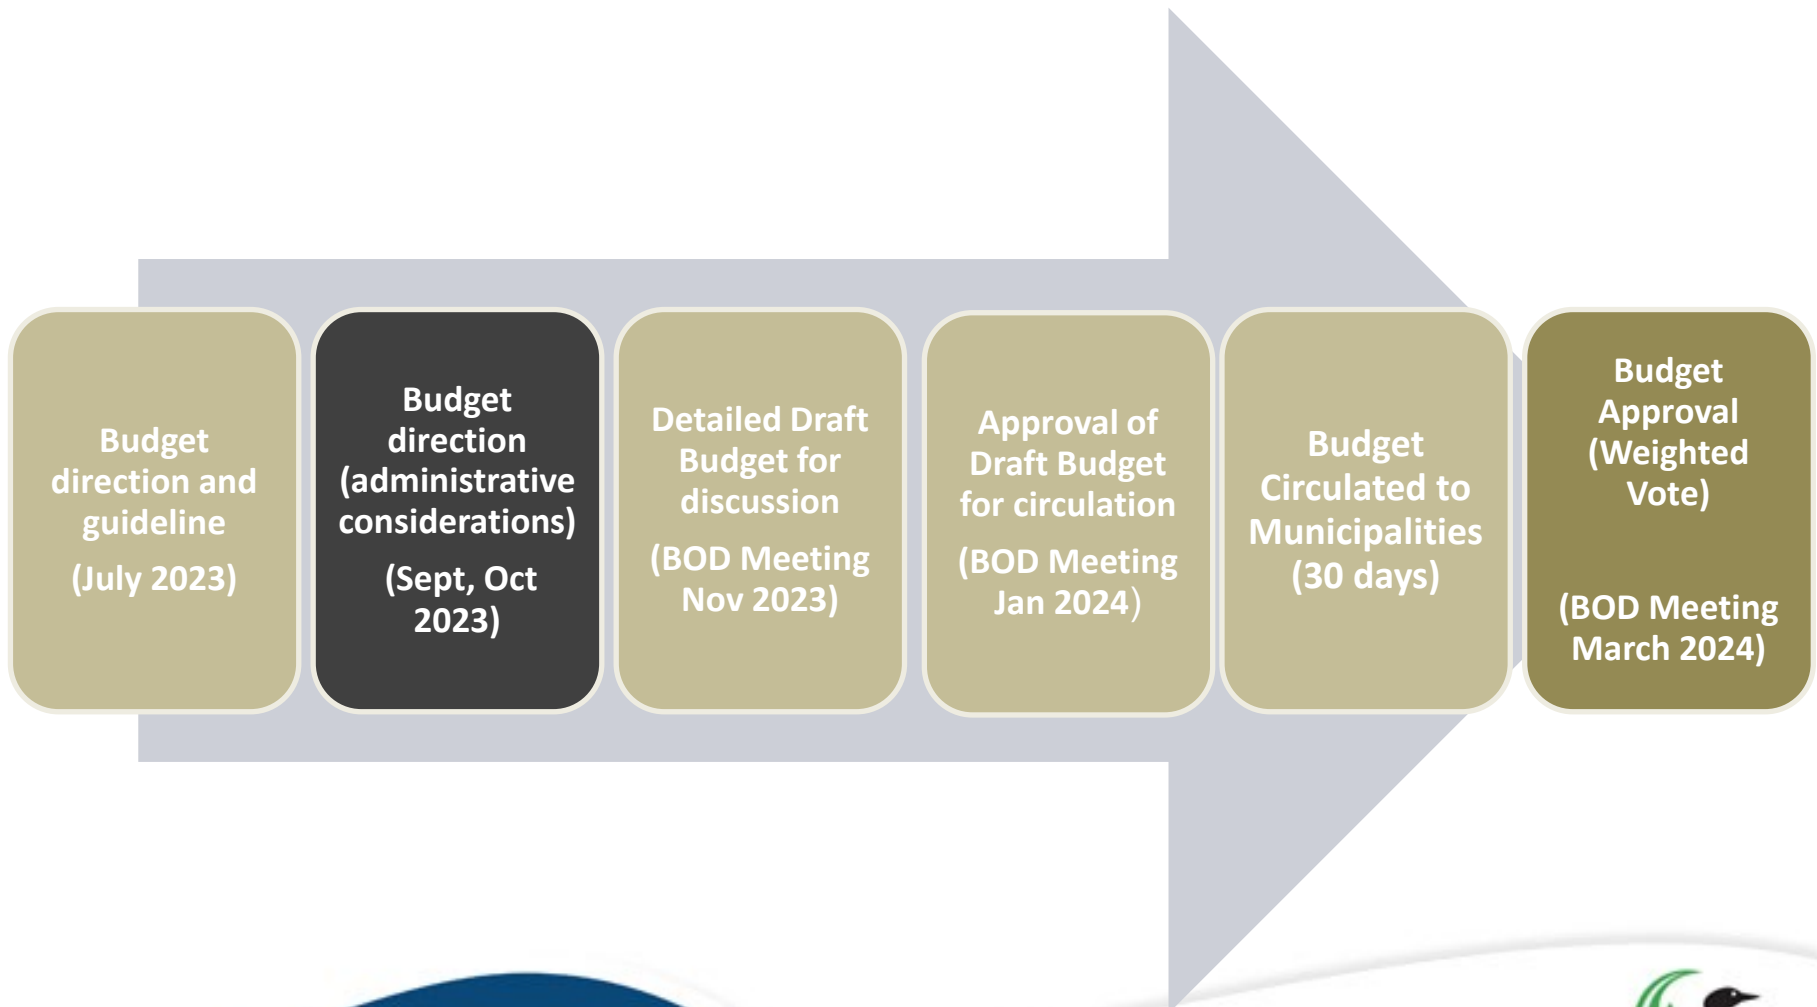 Budget
direction and
guideline
(July 2023)
Budget
direction
(administrative
considerations)
(Sept, Oct
2023)
Detailed Draft
Budget for
discussion
(BOD Meeting
Nov 2023)
Approval of
Draft Budget
for circulation
(BOD Meeting
Jan 2024)
Budget
Circulated to
Municipalities
(30 days)
Budget
Approval
(Weighted
Vote)
(BOD Meeting
March 2024)